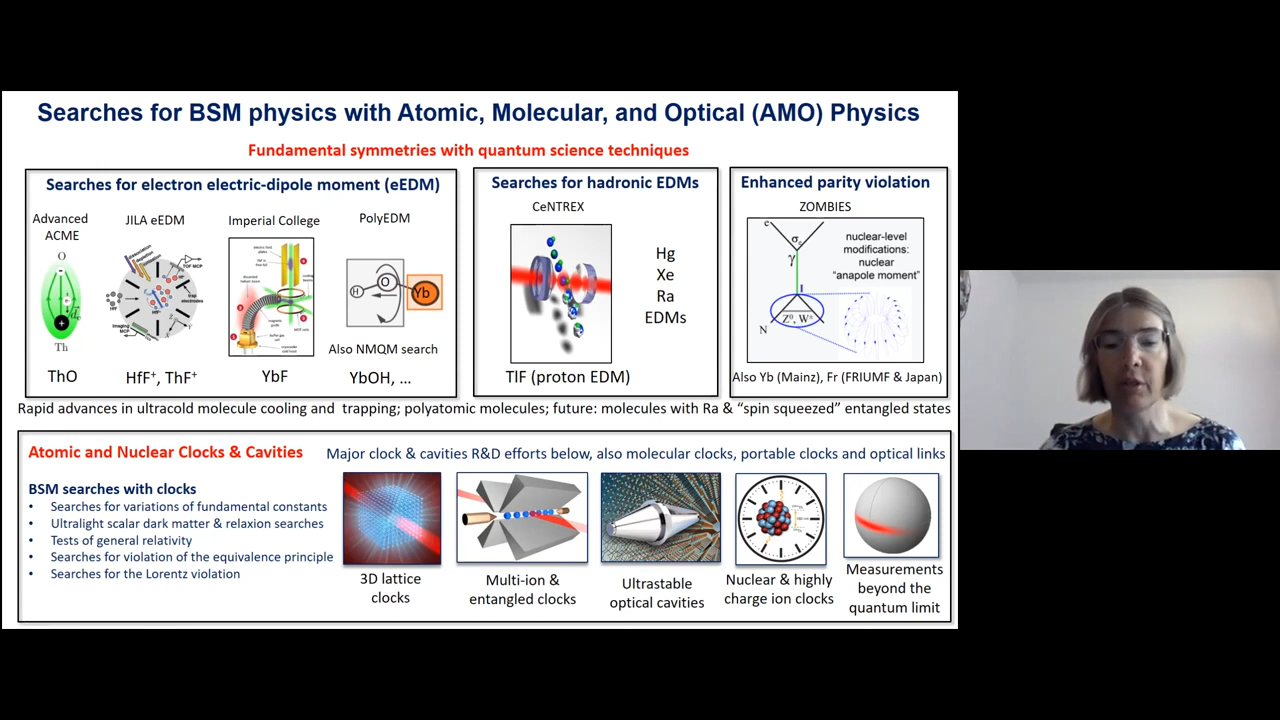 Searches for BSM physics with Atomic, Molecular, and Optical (AMO) Physics
Fundamental symmetries with quantum science techniques
Searches for electron electric-dipole moment (eEDM)
Advanced
ACME
JILA eEDM
Imperial College
PolyEDM
O
Th
Imaging MCP
TOF MCP
trap
electrodes
H
O
Yb
Also NMQM search
ThO
HfF⁺, ThF⁺
YbF
YbOH, ...
Searches for hadronic EDMs
CeNTREX
Hg
Xe
Ra
EDMs
TlF (proton EDM)
Enhanced parity violation
ZOMBIES
e
σ
γ
I
N
Z⁰, W±
nuclear-level
modifications:
nuclear
"anapole moment"
Also Yb (Mainz), Fr (FRIUMF & Japan)
Rapid advances in ultracold molecule cooling and trapping; polyatomic molecules; future: molecules with Ra & "spin squeezed" entangled states
Atomic and Nuclear Clocks & Cavities
Major clock & cavities R&D efforts below, also molecular clocks, portable clocks and optical links
BSM searches with clocks
• Searches for variations of fundamental constants
• Ultralight scalar dark matter & relaxion searches
• Tests of general relativity
• Searches for violation of the equivalence principle
• Searches for the Lorentz violation
3D lattice
clocks
Multi-ion &
entangled clocks
Ultrastable
optical cavities
Nuclear & highly
charge ion clocks
Measurements
beyond the
quantum limit